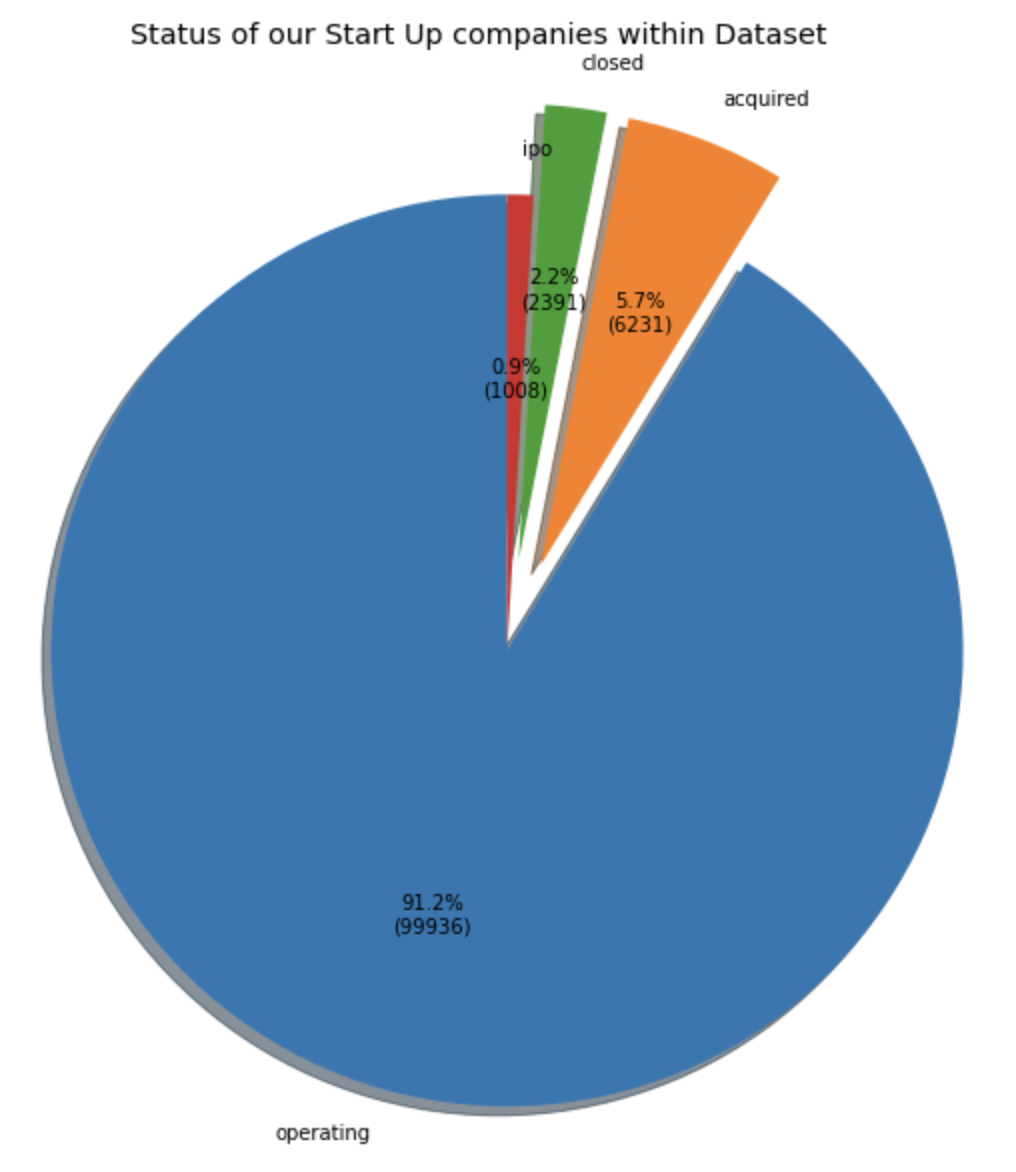 Status of our Start Up companies within Dataset
closed
acquired
ipo
2.2%
(2391)
5.7%
(6231)
0.9%
(1008)
91.2%
(99936)
operating